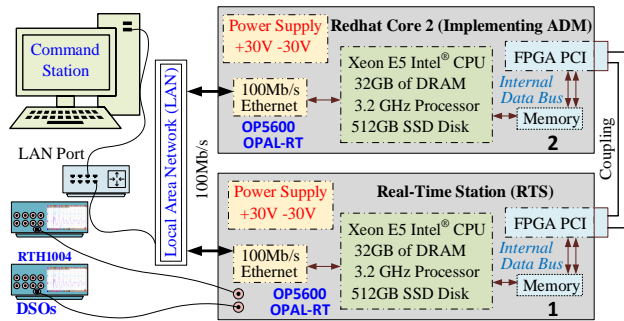 Command
Station
LAN Port
RTH1004
DSOs
Local Area Network (LAN)
100Mb/s
Redhat Core 2 (Implementing ADM)
Power Supply
+30V -30V
100Mb/s
Ethernet
OP5600
OPAL-RT
Xeon E5 Intel® CPU
32GB of DRAM
3.2 GHz Processor
512GB SSD Disk
FPGA PCI
Internal
Data Bus
Memory
2
Coupling
Real-Time Station (RTS)
Power Supply
+30V -30V
100Mb/s
Ethernet
OP5600
OPAL-RT
Xeon E5 Intel® CPU
32GB of DRAM
3.2 GHz Processor
512GB SSD Disk
FPGA PCI
Internal
Data Bus
Memory
1